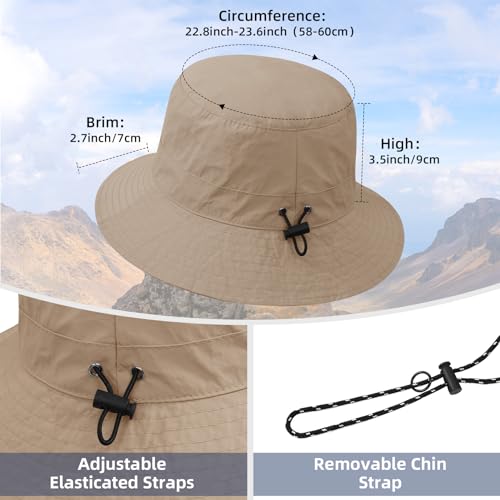 Circumference:
22.8inch-23.6inch (58-60cm)
Brim:
2.7inch/7cm
High:
3.5inch/9cm
Adjustable
Elasticated Straps
Removable Chin
Strap